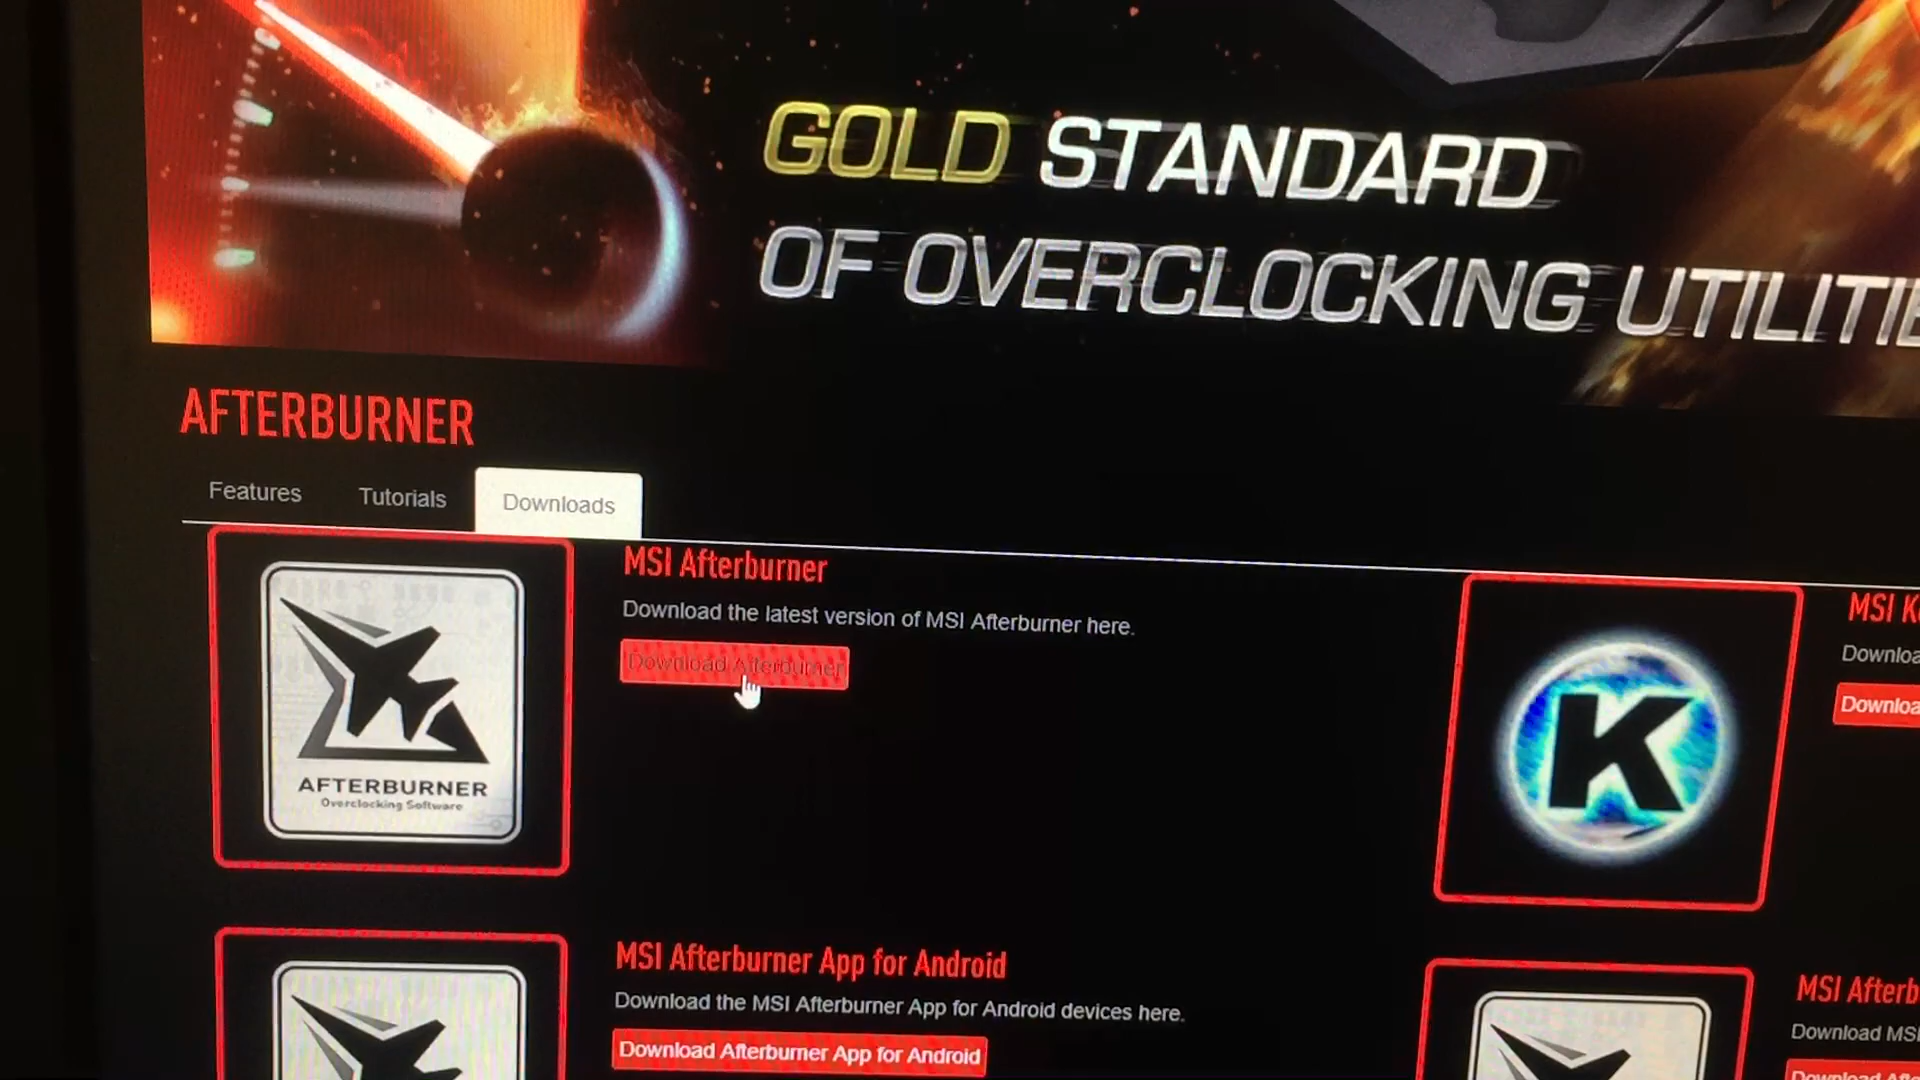 GOLD STANDARD
OF OVERCLOCKING UTILITIE
AFTERBURNER
Features
Tutorials
Downloads
MSI Afterburner
Download the latest version of MSI Afterburner here.
Download Afterburner
AFTERBURNER
Overclocking Software
MSI K
Downloa
Downloa
K
MSI Afterburner App for Android
Download the MSI Afterburner App for Android devices here.
Download Afterburner App for Android
MSI Afterb
Download MSI
Download Afte